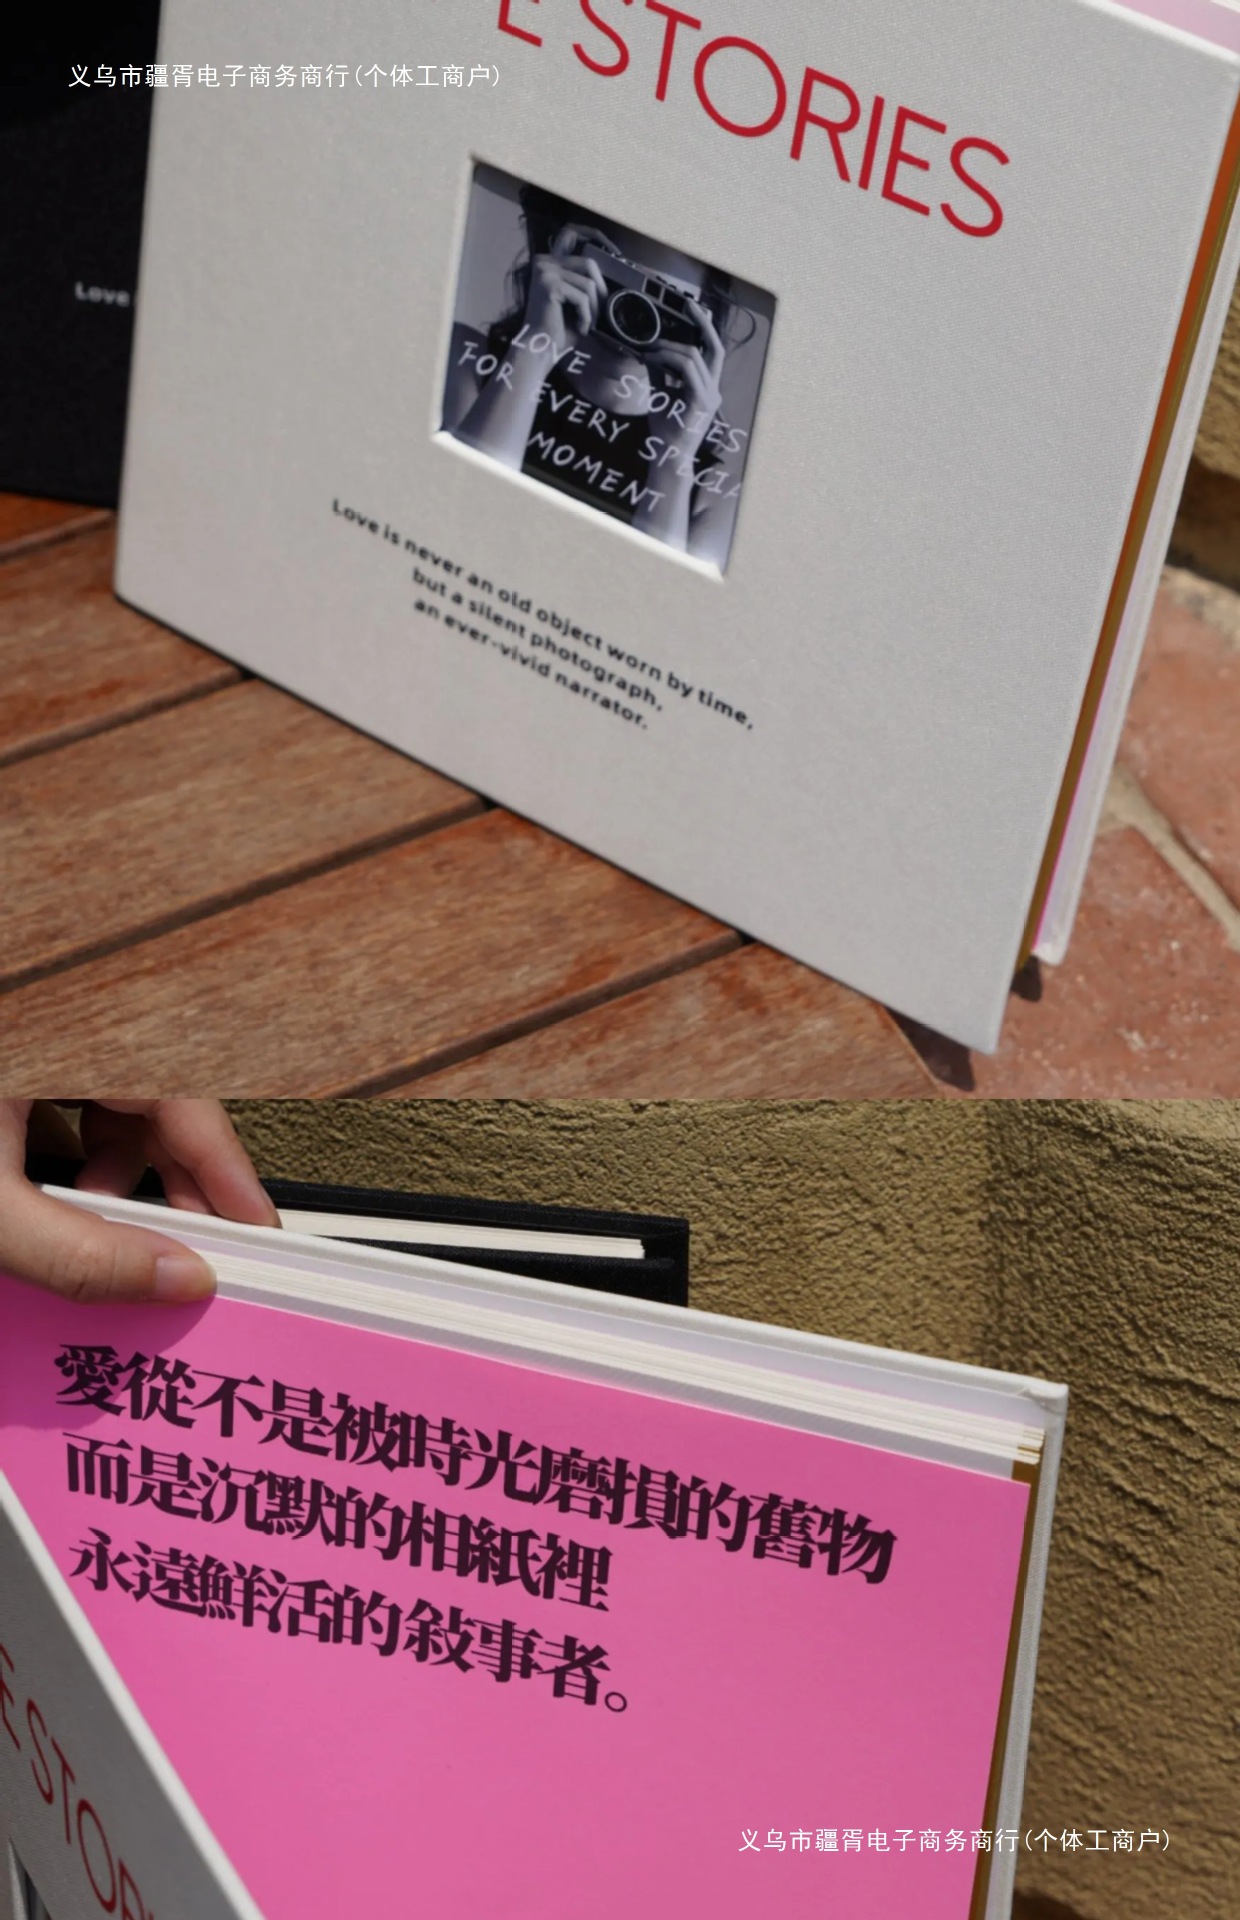 义乌市疆胥电子商务商行(个体工商户)
E STORIES
Love
LOVE STORIES
FOR EVERY SPECIA
MOMENT
Love is never an old object worn by time,
but a silent photograph,
an ever-vivid narrator.
愛從不是被時光磨損的舊物
而是沉默的相紙裡
永遠鮮活的敍事者。
E STOR
义乌市疆胥电子商务商行(个体工商户)